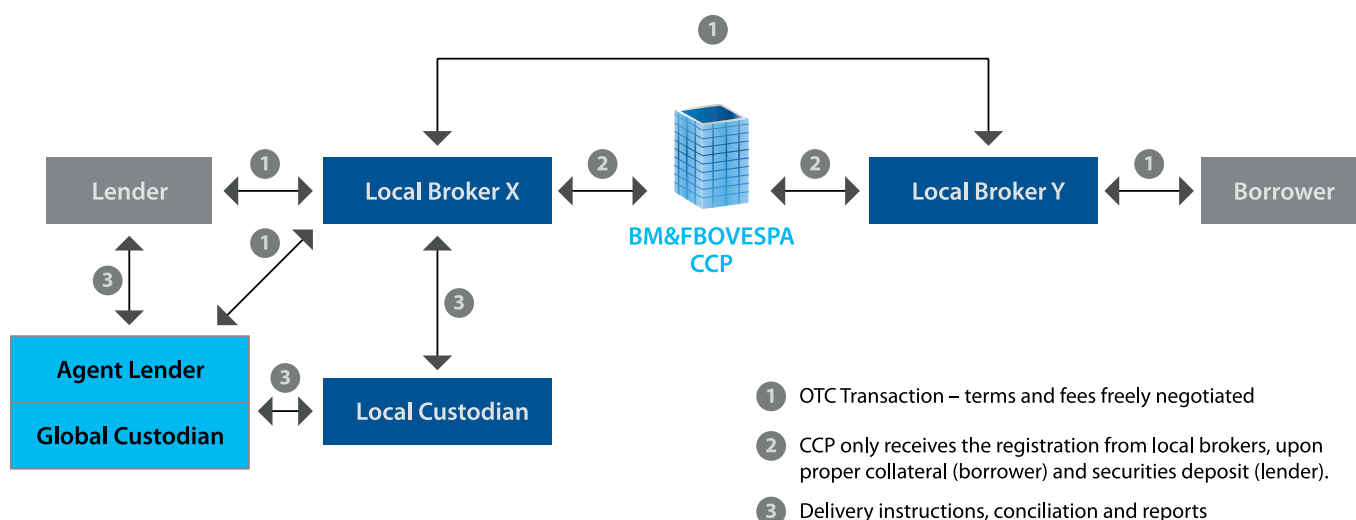 1
Lender
1
Local Broker X
2
2
Local Broker Y
1
Borrower
BM&FBOVESPA
CCP
1
3
3
Agent Lender
Global Custodian
3
Local Custodian
1 OTC Transaction – terms and fees freely negotiated
2 CCP only receives the registration from local brokers, upon
proper collateral (borrower) and securities deposit (lender).
3 Delivery instructions, conciliation and reports